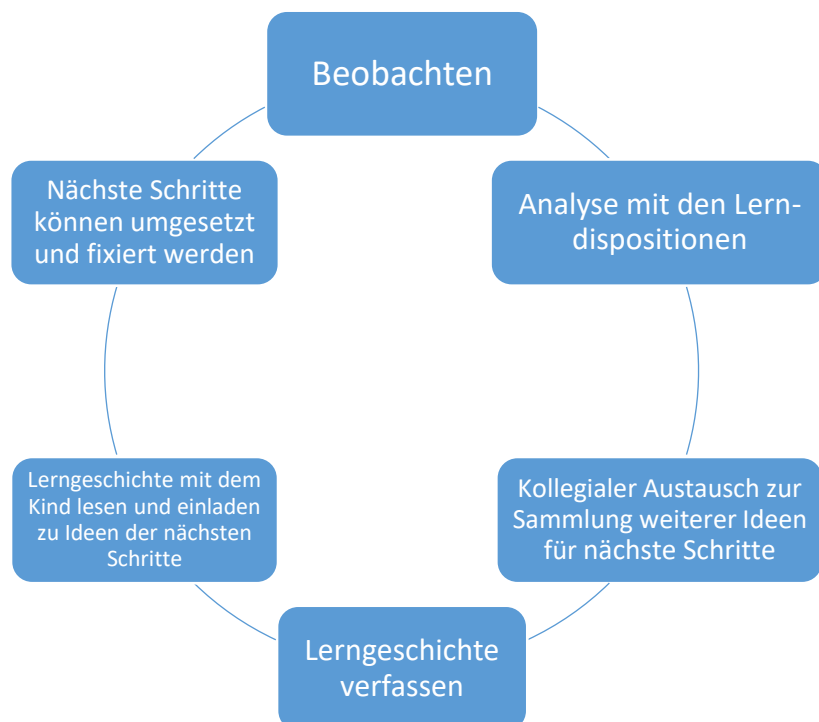 Beobachten
Analyse mit den Lern-
dispositionen
Kollegialer Austausch zur
Sammlung weiterer Ideen
für nächste Schritte
Lerngeschichte
verfassen
Lerngeschichte mit dem
Kind lesen und einladen
zu Ideen der nächsten
Schritte
Nächste Schritte
können umgesetzt
und fixiert werden